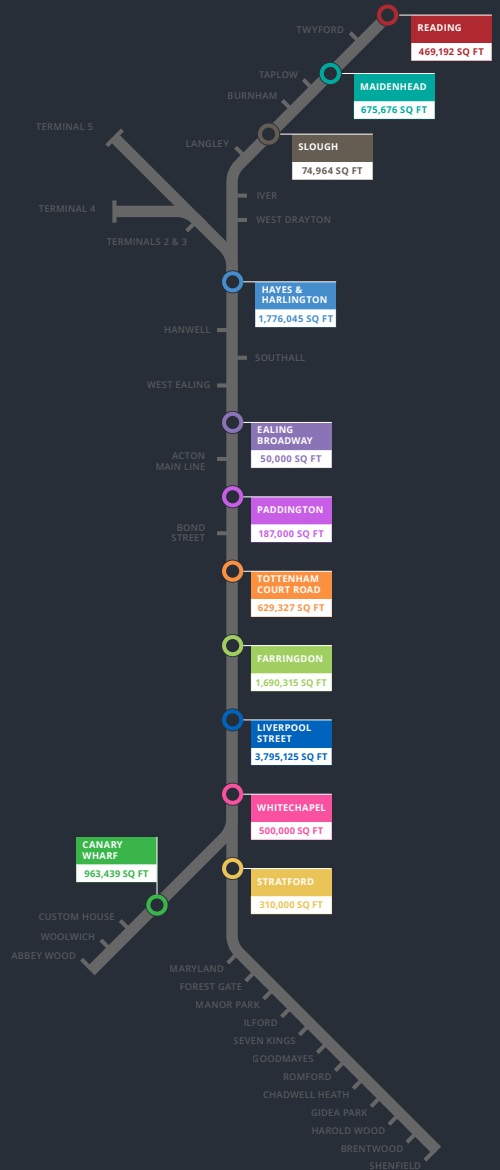 READING
TWYFORD
469,192 SQ FT
TAPLOW
MAIDENHEAD
BURNHAM
675,676 SQ FT
TERMINAL 5
LANGLEY
SLOUGH
74,964 SQ FT
IVER
TERMINAL 4
WEST DRAYTON
TERMINALS 2 & 3
HAYES &
HARLINGTON
1,776,045 SQ FT
HANWELL
SOUTHALL
WEST EALING
EALING
BROADWAY
50,000 SQ FT
ACTON
MAIN LINE
PADDINGTON
187,000 SQ FT
BOND
STREET
TOTTENHAM
COURT ROAD
629,327 SQ FT
FARRINGDON
1,690,315 SQ FT
LIVERPOOL
STREET
3,795,125 SQ FT
WHITECHAPEL
500,000 SQ FT
CANARY
WHARF
963,439 SQ FT
STRATFORD
310,000 SQ FT
CUSTOM HOUSE
WOOLWICH
ABBEY WOOD
MARYLAND
FOREST GATE
MANOR PARK
ILFORD
SEVEN KINGS
GOODMAYES
ROMFORD
CHADWELL HEATH
GIDEA PARK
HAROLD WOOD
BRENTWOOD
SHENFIELD